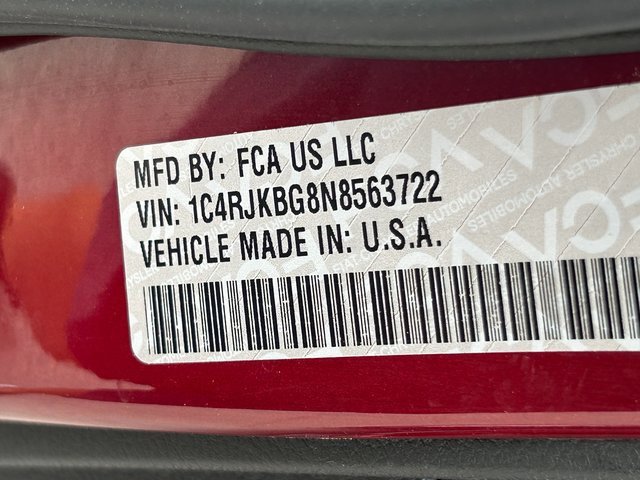 MFD BY: FCA US LLC
VIN: 1C4RJKBG8N8563722
VEHICLE MADE IN: U.S.A.